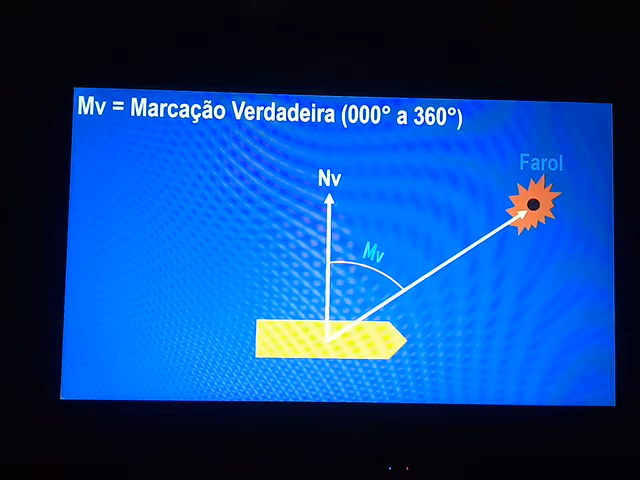 Mv = Marcação Verdadeira (000° a 360°)
Farol
Nv
Mv